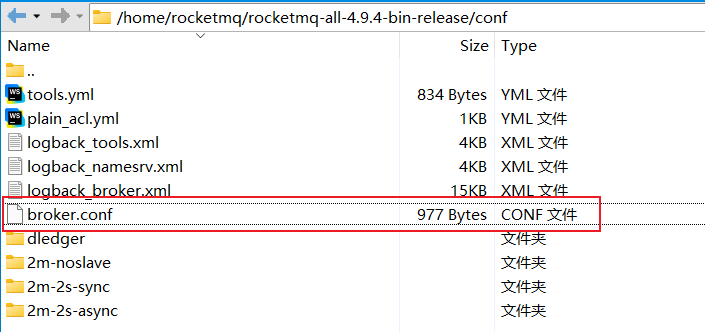 /home/rocketmq/rocketmq-all-4.9.4-bin-release/conf
Name Size Type
..
tools.yml 834 Bytes YML 文件
plain_acl.yml 1KB YML 文件
logback_tools.xml 4KB XML 文件
logback_namesrv.xml 4KB XML 文件
logback_broker.xml 15KB XML 文件
broker.conf 977 Bytes CONF 文件
dledger 文件夹
2m-noslave 文件夹
2m-2s-sync 文件夹
2m-2s-async 文件夹